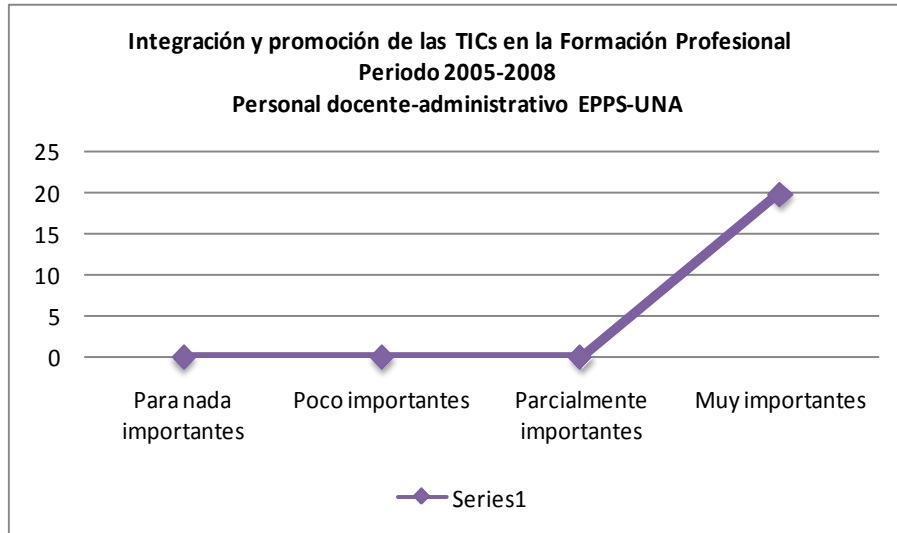 Integración y promoción de las TICs en la Formación Profesional
Periodo 2005-2008
Personal docente-administrativo EPPS-UNA
25
20
15
10
5
0
Para nada importantes
Poco importantes
Parcialmente importantes
Muy importantes
Series1